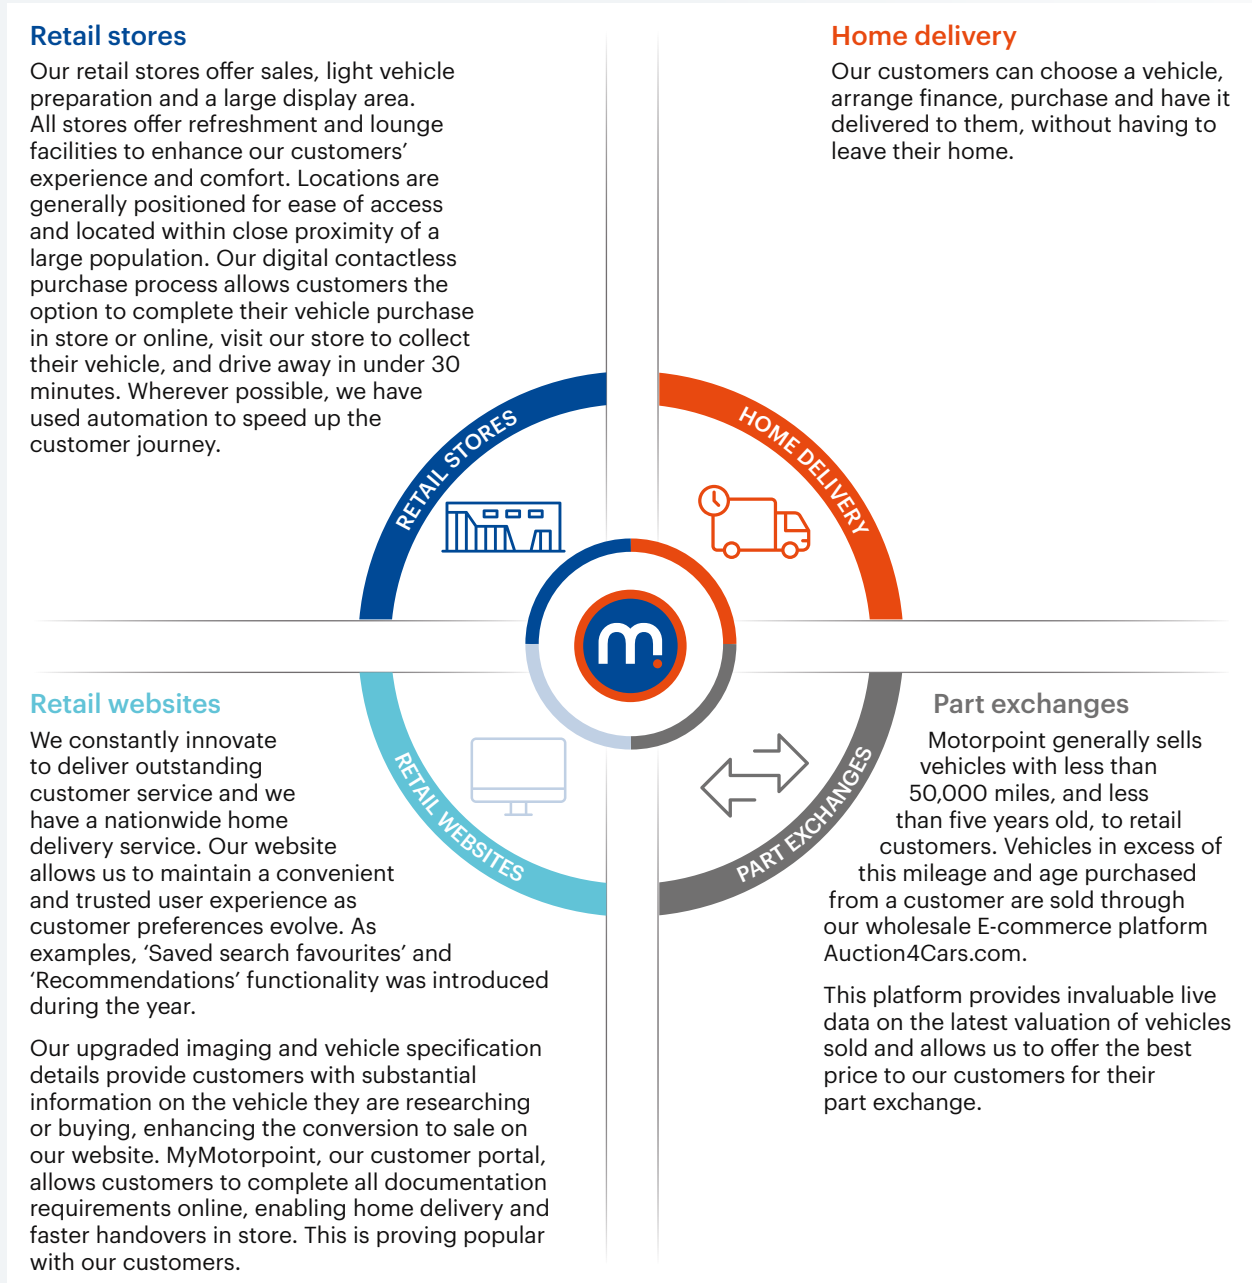 Retail stores
Our retail stores offer sales, light vehicle
preparation and a large display area.
All stores offer refreshment and lounge
facilities to enhance our customers’
experience and comfort. Locations are
generally positioned for ease of access
and located within close proximity of a
large population. Our digital contactless
purchase process allows customers the
option to complete their vehicle purchase
in store or online, visit our store to collect
their vehicle, and drive away in under 30
minutes. Wherever possible, we have
used automation to speed up the
customer journey.
Home delivery
Our customers can choose a vehicle,
arrange finance, purchase and have it
delivered to them, without having to
leave their home.
RETAIL STORES
HOME DELIVERY
m
RETAIL WEBSITES
PART EXCHANGES
Retail websites
We constantly innovate
to deliver outstanding
customer service and we
have a nationwide home
delivery service. Our website
allows us to maintain a convenient
and trusted user experience as
customer preferences evolve. As
examples, ‘Saved search favourites’ and
‘Recommendations’ functionality was introduced
during the year.
Our upgraded imaging and vehicle specification
details provide customers with substantial
information on the vehicle they are researching
or buying, enhancing the conversion to sale on
our website. MyMotorpoint, our customer portal,
allows customers to complete all documentation
requirements online, enabling home delivery and
faster handovers in store. This is proving popular
with our customers.
Part exchanges
Motorpoint generally sells
vehicles with less than
50,000 miles, and less
than five years old, to retail
customers. Vehicles in excess of
this mileage and age purchased
from a customer are sold through
our wholesale E-commerce platform
Auction4Cars.com.
This platform provides invaluable live
data on the latest valuation of vehicles
sold and allows us to offer the best
price to our customers for their
part exchange.